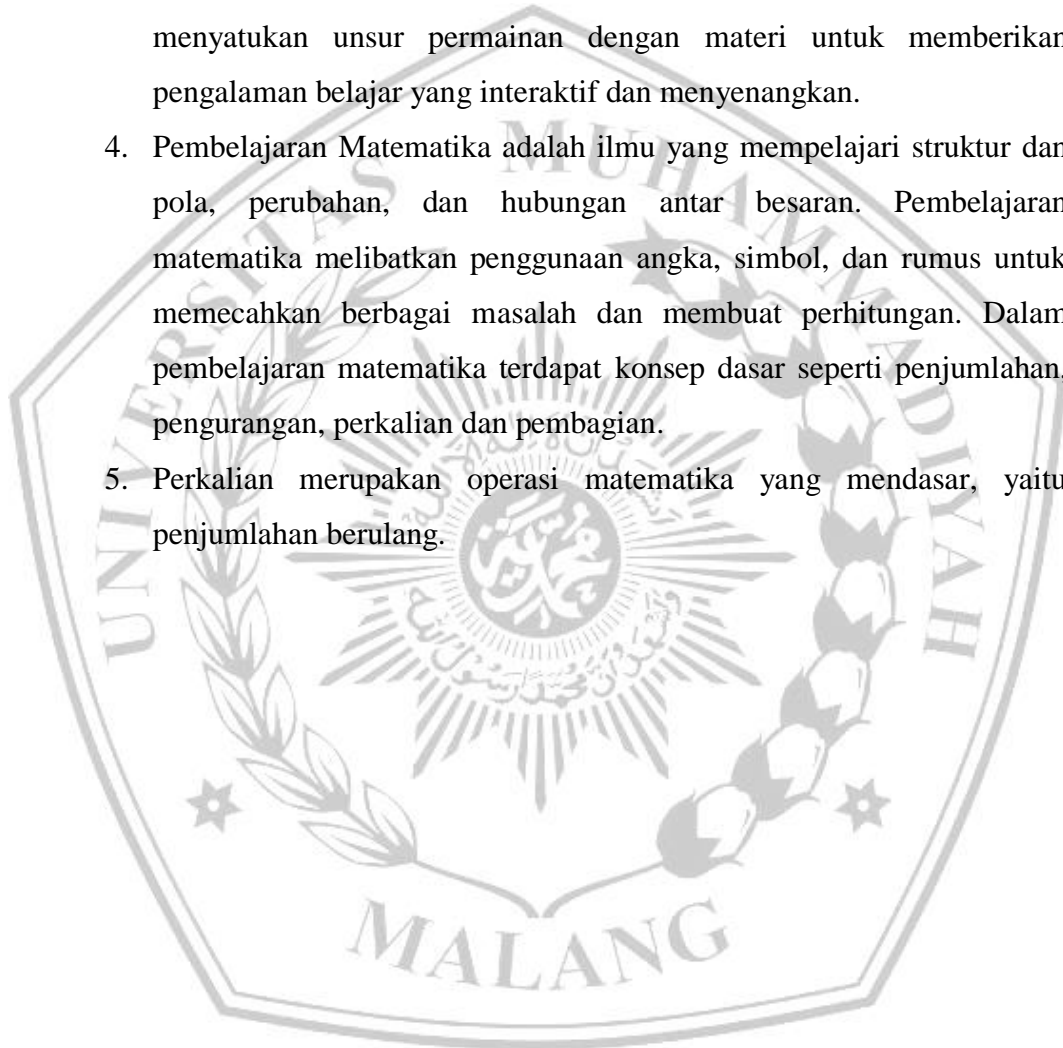 menyatukan unsur permainan dengan materi untuk memberikan
pengalaman belajar yang interaktif dan menyenangkan.
4. Pembelajaran Matematika adalah ilmu yang mempelajari struktur dan
pola, perubahan, dan hubungan antar besaran. Pembelajaran
matematika melibatkan penggunaan angka, simbol, dan rumus untuk
memecahkan berbagai masalah dan membuat perhitungan. Dalam
pembelajaran matematika terdapat konsep dasar seperti penjumlahan,
pengurangan, perkalian dan pembagian.
5. Perkalian merupakan operasi matematika yang mendasar, yaitu
penjumlahan berulang.
UNIVERSITAS MUHAMMADIYAH
MALANG